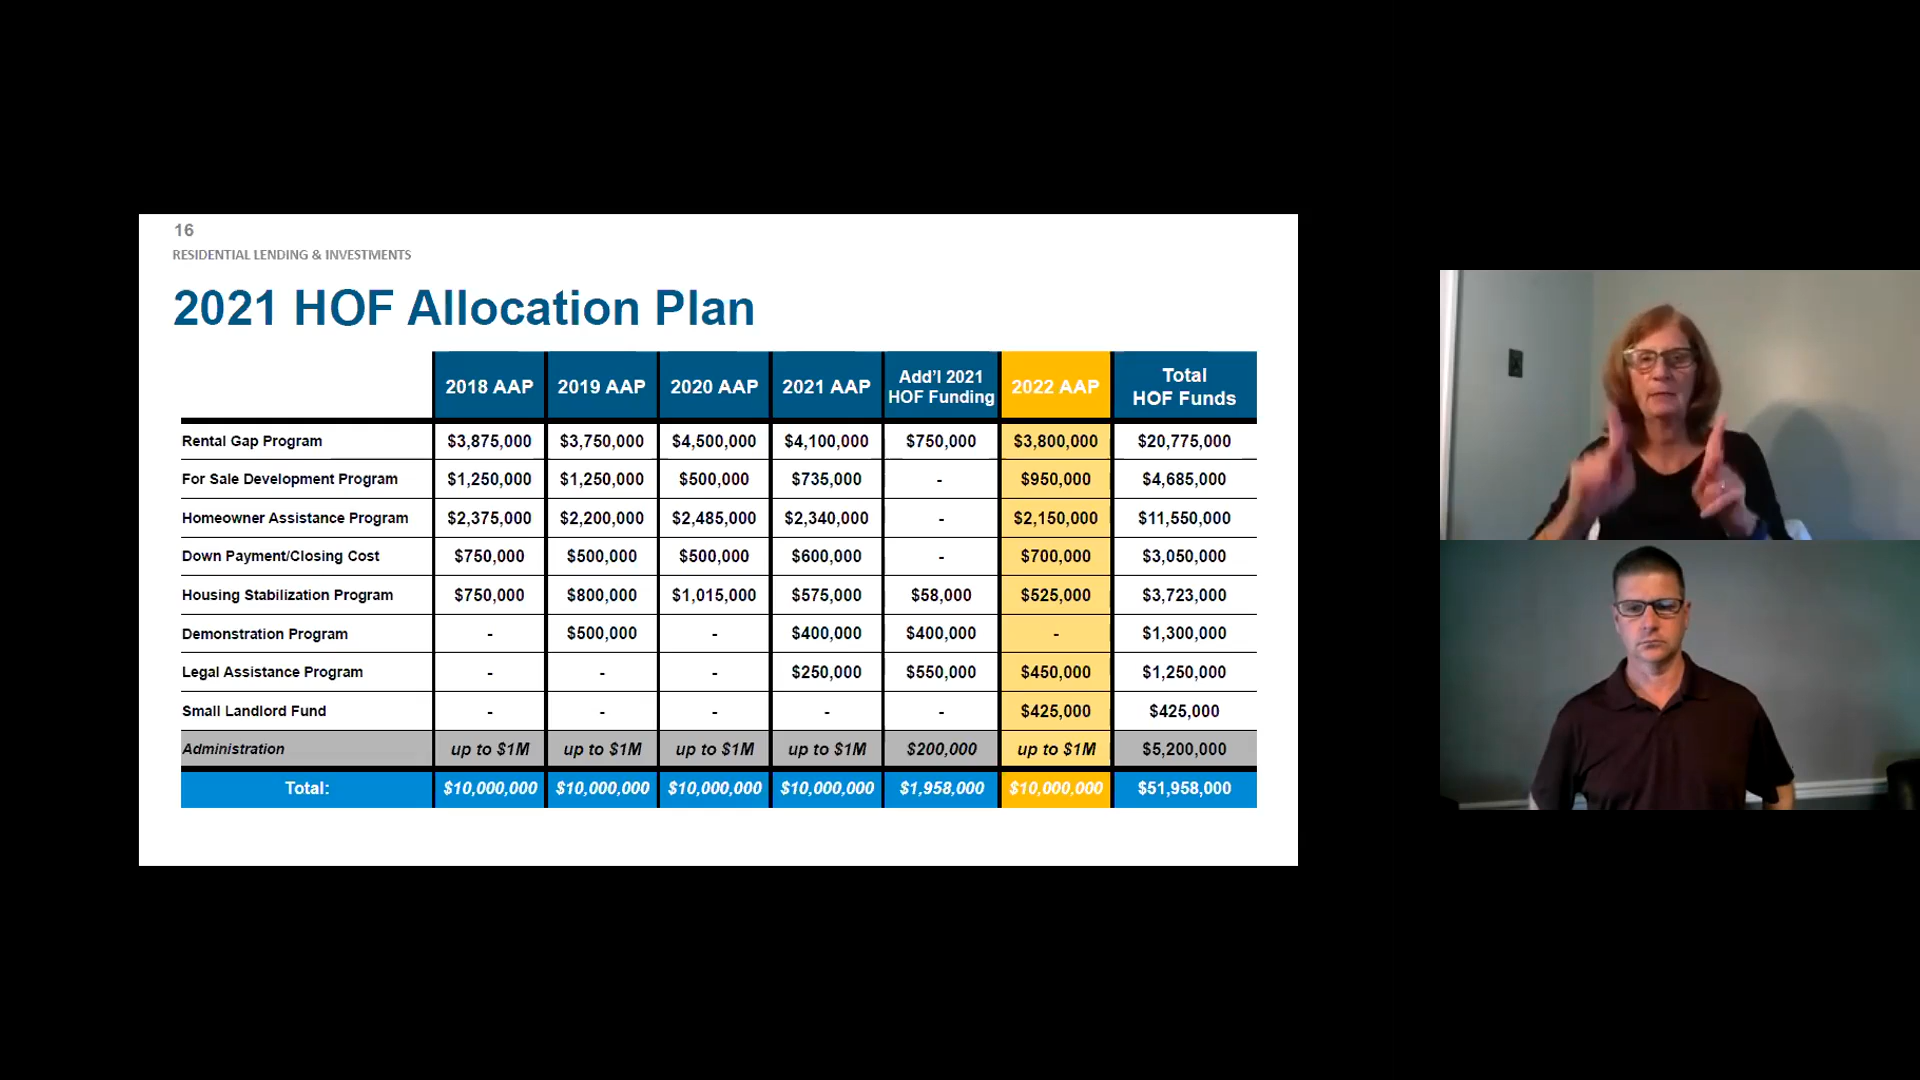 16
RESIDENTIAL LENDING & INVESTMENTS
2021 HOF Allocation Plan
2018 AAP 2019 AAP 2020 AAP 2021 AAP Add'l 2021 HOF Funding 2022 AAP Total HOF Funds
Rental Gap Program $3,875,000 $3,750,000 $4,500,000 $4,100,000 $750,000 $3,800,000 $20,775,000
For Sale Development Program $1,250,000 $1,250,000 $500,000 $735,000 - $950,000 $4,685,000
Homeowner Assistance Program $2,375,000 $2,200,000 $2,485,000 $2,340,000 - $2,150,000 $11,550,000
Down Payment/Closing Cost $750,000 $500,000 $500,000 $600,000 - $700,000 $3,050,000
Housing Stabilization Program $750,000 $800,000 $1,015,000 $575,000 $58,000 $525,000 $3,723,000
Demonstration Program - $500,000 - $400,000 $400,000 - $1,300,000
Legal Assistance Program - - - $250,000 $550,000 $450,000 $1,250,000
Small Landlord Fund - - - - - $425,000 $425,000
Administration up to $1M up to $1M up to $1M up to $1M $200,000 up to $1M $5,200,000
Total: $10,000,000 $10,000,000 $10,000,000 $10,000,000 $1,958,000 $10,000,000 $51,958,000